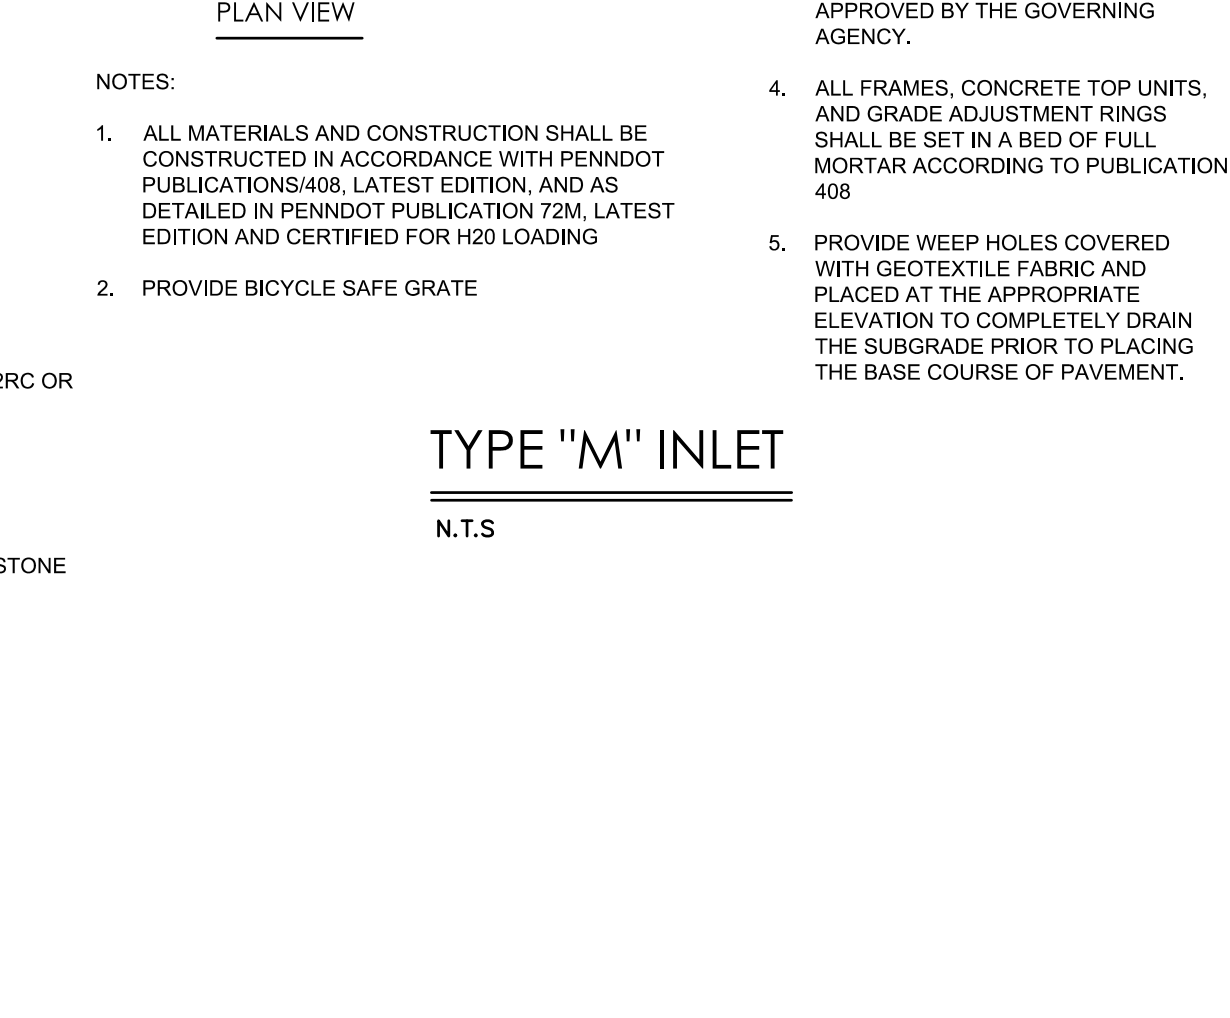 PLAN VIEW
NOTES:
1. ALL MATERIALS AND CONSTRUCTION SHALL BE
CONSTRUCTED IN ACCORDANCE WITH PENNDOT
PUBLICATIONS/408, LATEST EDITION, AND AS
DETAILED IN PENNDOT PUBLICATION 72M, LATEST
EDITION AND CERTIFIED FOR H20 LOADING
2. PROVIDE BICYCLE SAFE GRATE
APPROVED BY THE GOVERNING
AGENCY.
4. ALL FRAMES, CONCRETE TOP UNITS,
AND GRADE ADJUSTMENT RINGS
SHALL BE SET IN A BED OF FULL
MORTAR ACCORDING TO PUBLICATION
408
5. PROVIDE WEEP HOLES COVERED
WITH GEOTEXTILE FABRIC AND
PLACED AT THE APPROPRIATE
ELEVATION TO COMPLETELY DRAIN
THE SUBGRADE PRIOR TO PLACING
THE BASE COURSE OF PAVEMENT.
2RC OR
STONE
TYPE "M" INLET
N.T.S